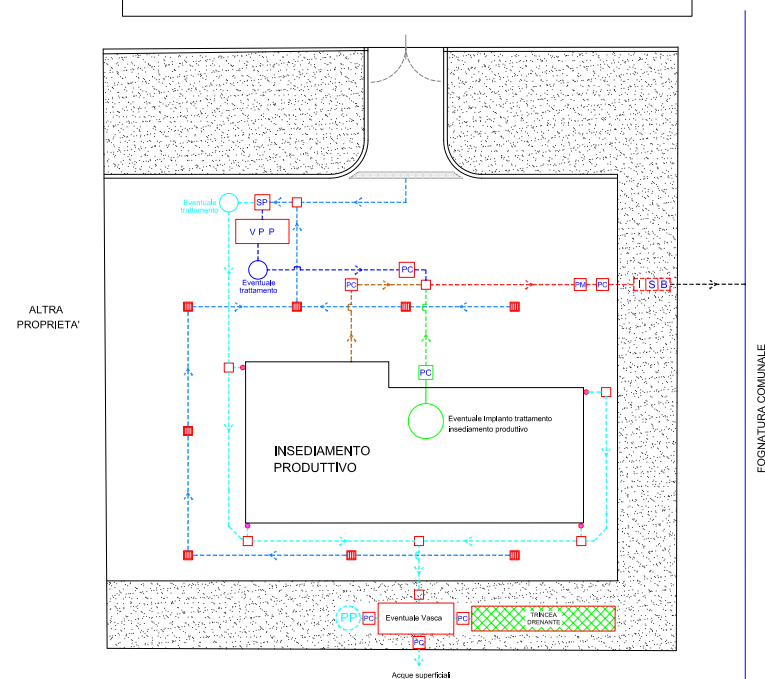 Eventuale
trattamento
SP
V P P
Eventuale
trattamento
PC
PC
PM
PC
I S B
ALTRA
PROPRIETA'
FOGNATURA COMUNALE
PC
Eventuale Impianto trattamento
insediamento produttivo
INSEDIAMENTO
PRODUTTIVO
PP
PC
Eventuale Vasca
PC
TRINCEA
DRENANTE
PC
Acque superficiali